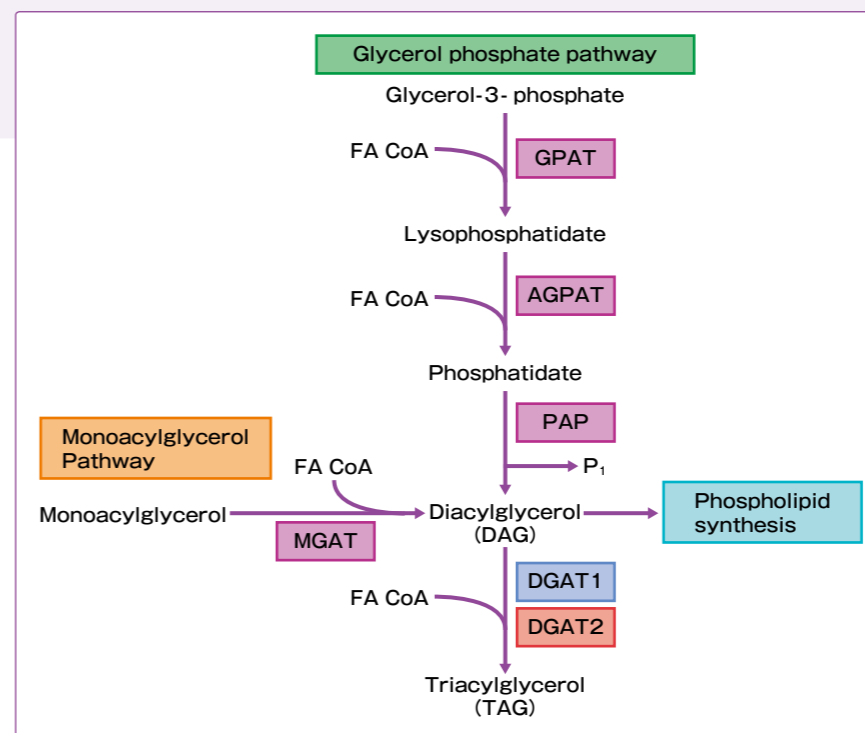 Glycerol phosphate pathway
Glycerol-3- phosphate
FA CoA
GPAT
Lysophosphatidate
FA CoA
AGPAT
Phosphatidate
PAP
P₁
Monoacylglycerol
Pathway
FA CoA
Monoacylglycerol
MGAT
Diacylglycerol
(DAG)
Phospholipid
synthesis
DGAT1
FA CoA
DGAT2
Triacylglycerol
(TAG)